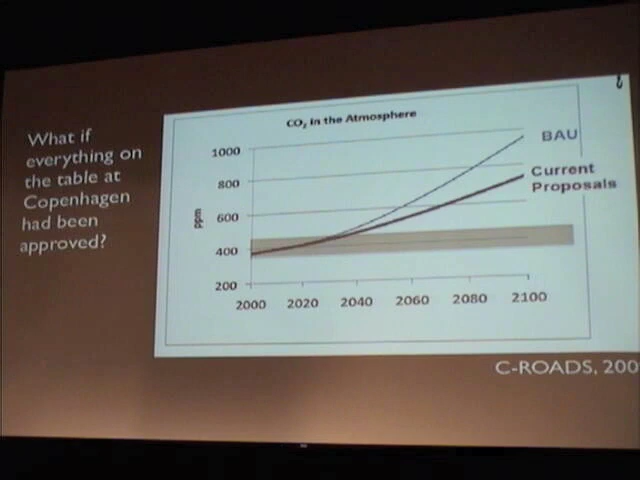 What if
everything on
the table at
Copenhagen
had been
approved?
CO₂ in the Atmosphere
1000
800
600
400
200
ppm
2000 2020 2040 2060 2080 2100
BAU
Current
Proposals
C-ROADS, 200